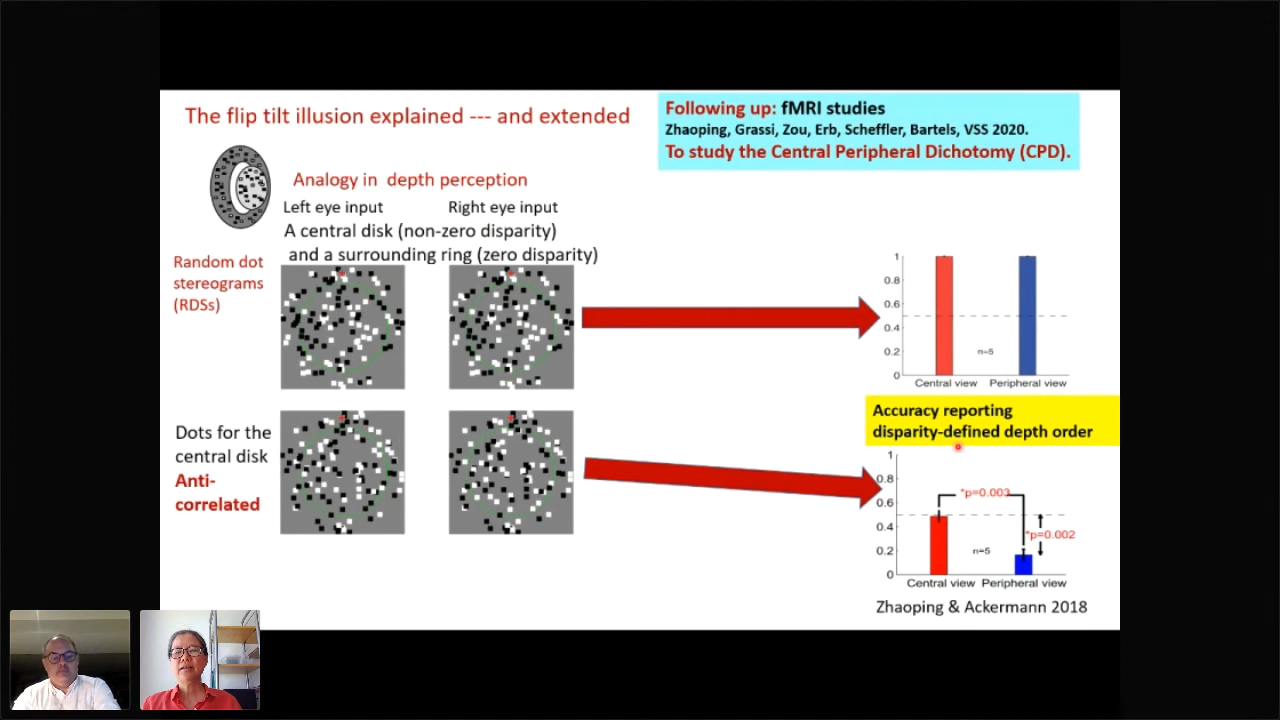 The flip tilt illusion explained --- and extended
Following up: fMRI studies
Zhaoping, Grassi, Zou, Erb, Scheffler, Bartels, VSS 2020.
To study the Central Peripheral Dichotomy (CPD).
Analogy in depth perception
Left eye input
Right eye input
A central disk (non-zero disparity)
and a surrounding ring (zero disparity)
Random dot
stereograms
(RDSs)
1
0.8
0.6
0.4
0.2
0
n=5
Central view
Peripheral view
Accuracy reporting
disparity-defined depth order
Dots for the
central disk
Anti-
correlated
1
0.8
0.6
0.4
0.2
0
*p=0.003
*p=0.002
n=5
Central view
Peripheral view
Zhaoping & Ackermann 2018